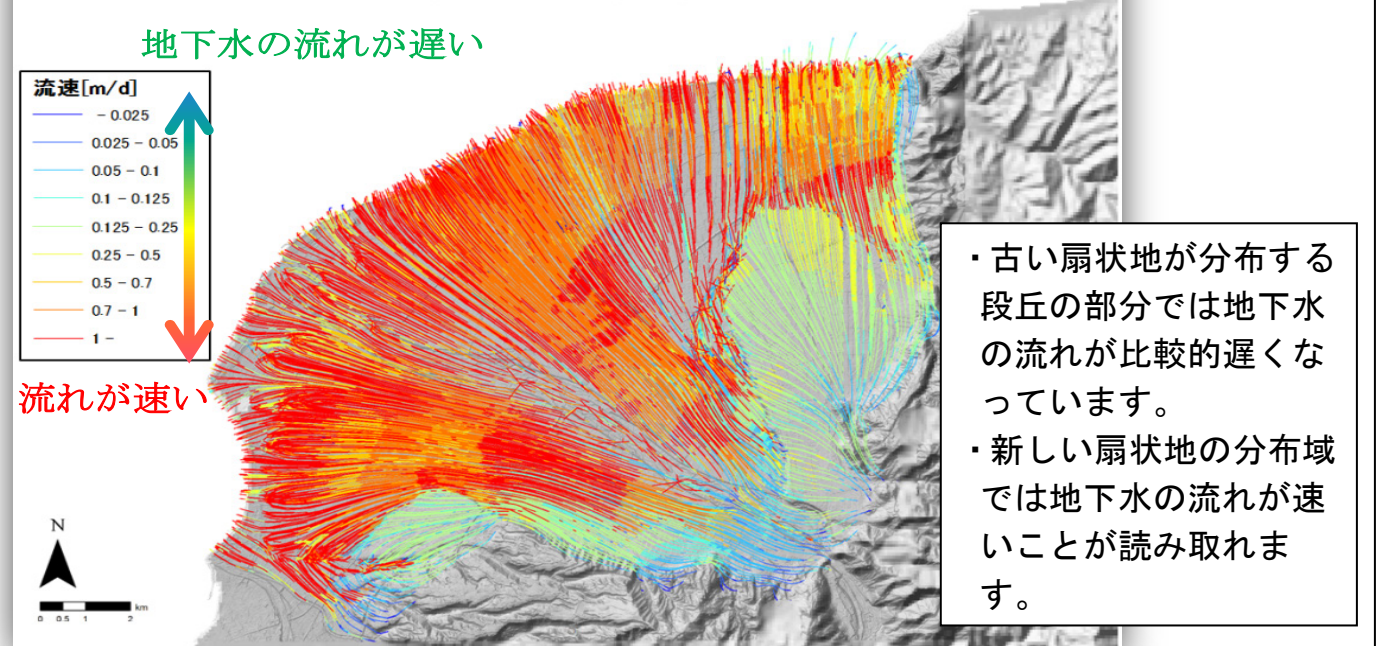 地下水の流れが遅い
流速[m/d]
- 0.025
0.025 - 0.05
0.05 - 0.1
0.1 - 0.125
0.125 - 0.25
0.25 - 0.5
0.5 - 0.7
0.7 - 1
1 -
流れが速い
N
km
0 0.5 1 2
・古い扇状地が分布する
段丘の部分では地下水
の流れが比較的遅くな
っています。
・新しい扇状地の分布域
では地下水の流れが速
いことが読み取れま
す。